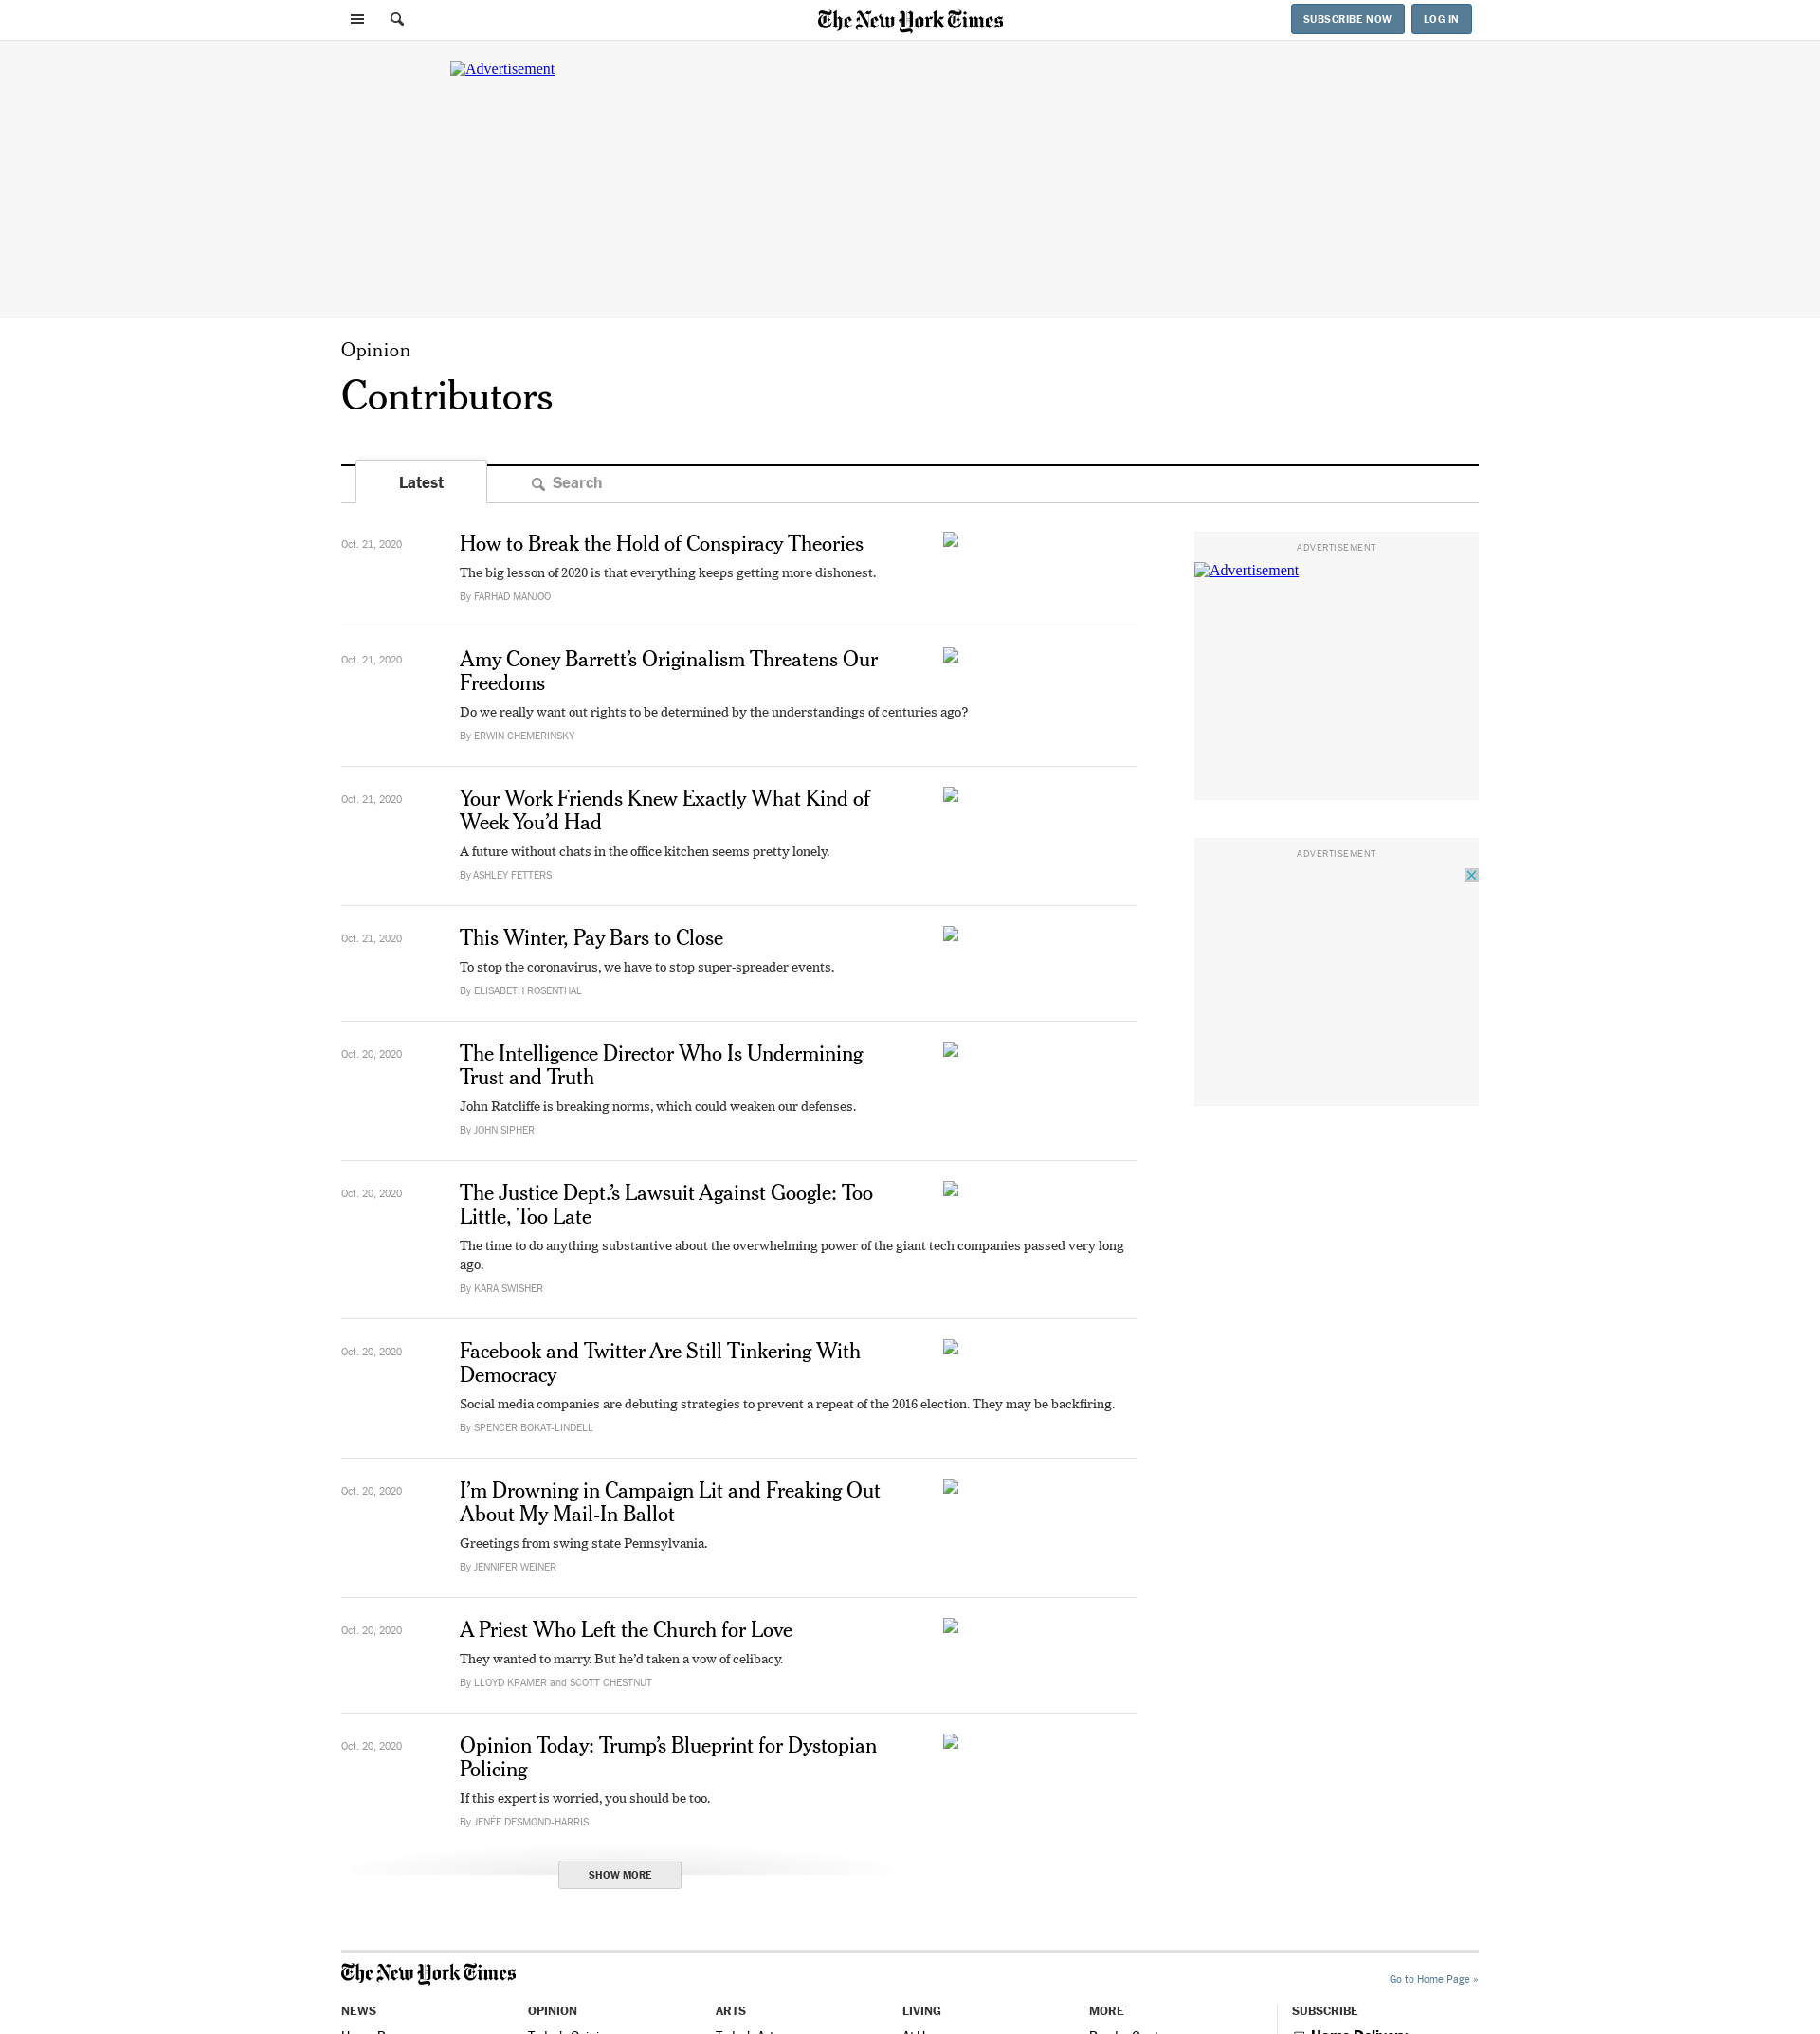 The New York Times
SUBSCRIBE NOW
LOG IN
Advertisement
Opinion
Contributors
Latest
Search
Oct. 21, 2020
How to Break the Hold of Conspiracy Theories
The big lesson of 2020 is that everything keeps getting more dishonest.
By FARHAD MANJOO
Oct. 21, 2020
Amy Coney Barrett’s Originalism Threatens Our
Freedoms
Do we really want out rights to be determined by the understandings of centuries ago?
By ERWIN CHEMERINSKY
Oct. 21, 2020
Your Work Friends Knew Exactly What Kind of
Week You’d Had
A future without chats in the office kitchen seems pretty lonely.
By ASHLEY FETTERS
Oct. 21, 2020
This Winter, Pay Bars to Close
To stop the coronavirus, we have to stop super-spreader events.
By ELISABETH ROSENTHAL
Oct. 20, 2020
The Intelligence Director Who Is Undermining
Trust and Truth
John Ratcliffe is breaking norms, which could weaken our defenses.
By JOHN SIPHER
Oct. 20, 2020
The Justice Dept.’s Lawsuit Against Google: Too
Little, Too Late
The time to do anything substantive about the overwhelming power of the giant tech companies passed very long
ago.
By KARA SWISHER
Oct. 20, 2020
Facebook and Twitter Are Still Tinkering With
Democracy
Social media companies are debuting strategies to prevent a repeat of the 2016 election. They may be backfiring.
By SPENCER BOKAT-LINDELL
Oct. 20, 2020
I’m Drowning in Campaign Lit and Freaking Out
About My Mail-In Ballot
Greetings from swing state Pennsylvania.
By JENNIFER WEINER
Oct. 20, 2020
A Priest Who Left the Church for Love
They wanted to marry. But he’d taken a vow of celibacy.
By LLOYD KRAMER and SCOTT CHESTNUT
Oct. 20, 2020
Opinion Today: Trump’s Blueprint for Dystopian
Policing
If this expert is worried, you should be too.
By JENÉE DESMOND-HARRIS
SHOW MORE
ADVERTISEMENT
Advertisement
ADVERTISEMENT
The New York Times
Go to Home Page »
NEWS
OPINION
ARTS
LIVING
MORE
SUBSCRIBE
Home Delivery